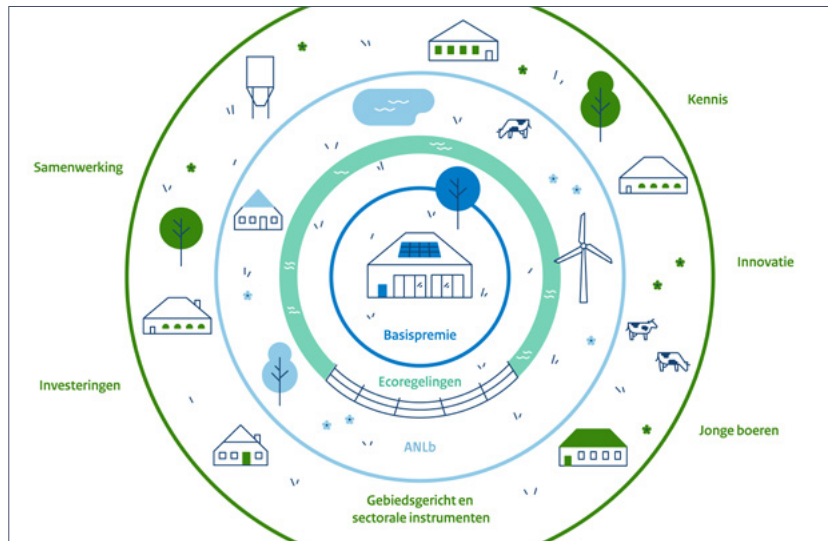 Kennis
Samenwerking
Innovatie
Basispremie
Ecoregelingen
Investeringen
Jonge boeren
ANLb
Gebiedsgericht en
sectorale instrumenten